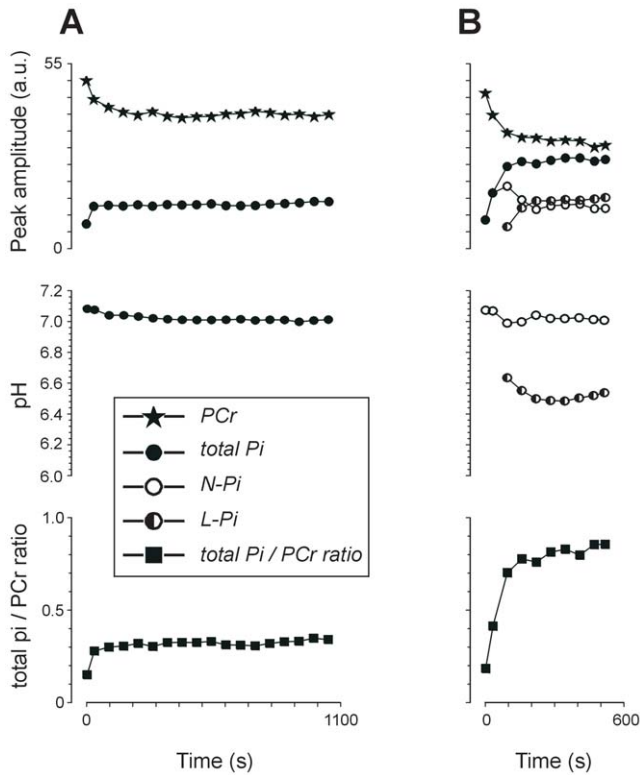 A
B
Peak amplitude (a.u.)
55
0
pH
7.2
7.0
6.8
6.6
6.4
6.2
6.0
PCr
total Pi
N-Pi
L-Pi
total Pi / PCr ratio
total pi / PCr ratio
1.0
0.5
0
0 1100
0 600
Time (s) Time (s)